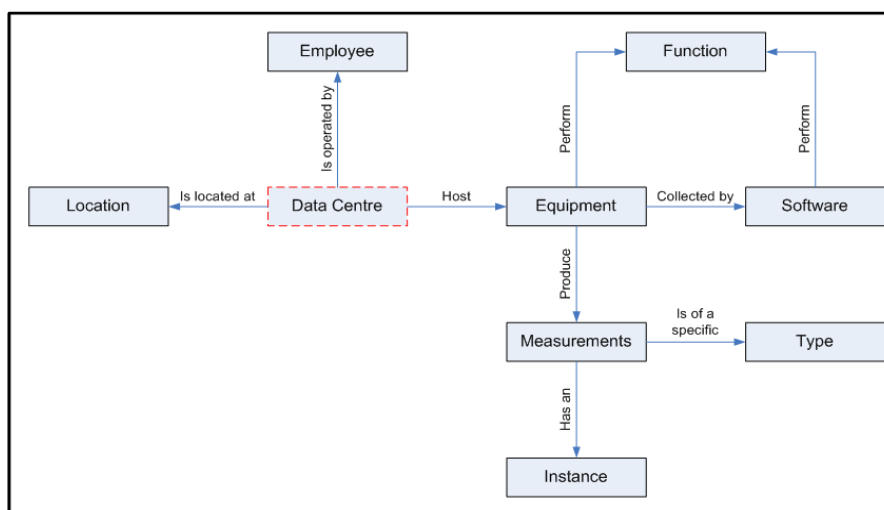 Employee
Function
Is operated by
Perform
Perform
Location
Is located at
Data Centre
Host
Equipment
Collected by
Software
Produce
Measurements
Is of a
specific
Type
Has an
Instance